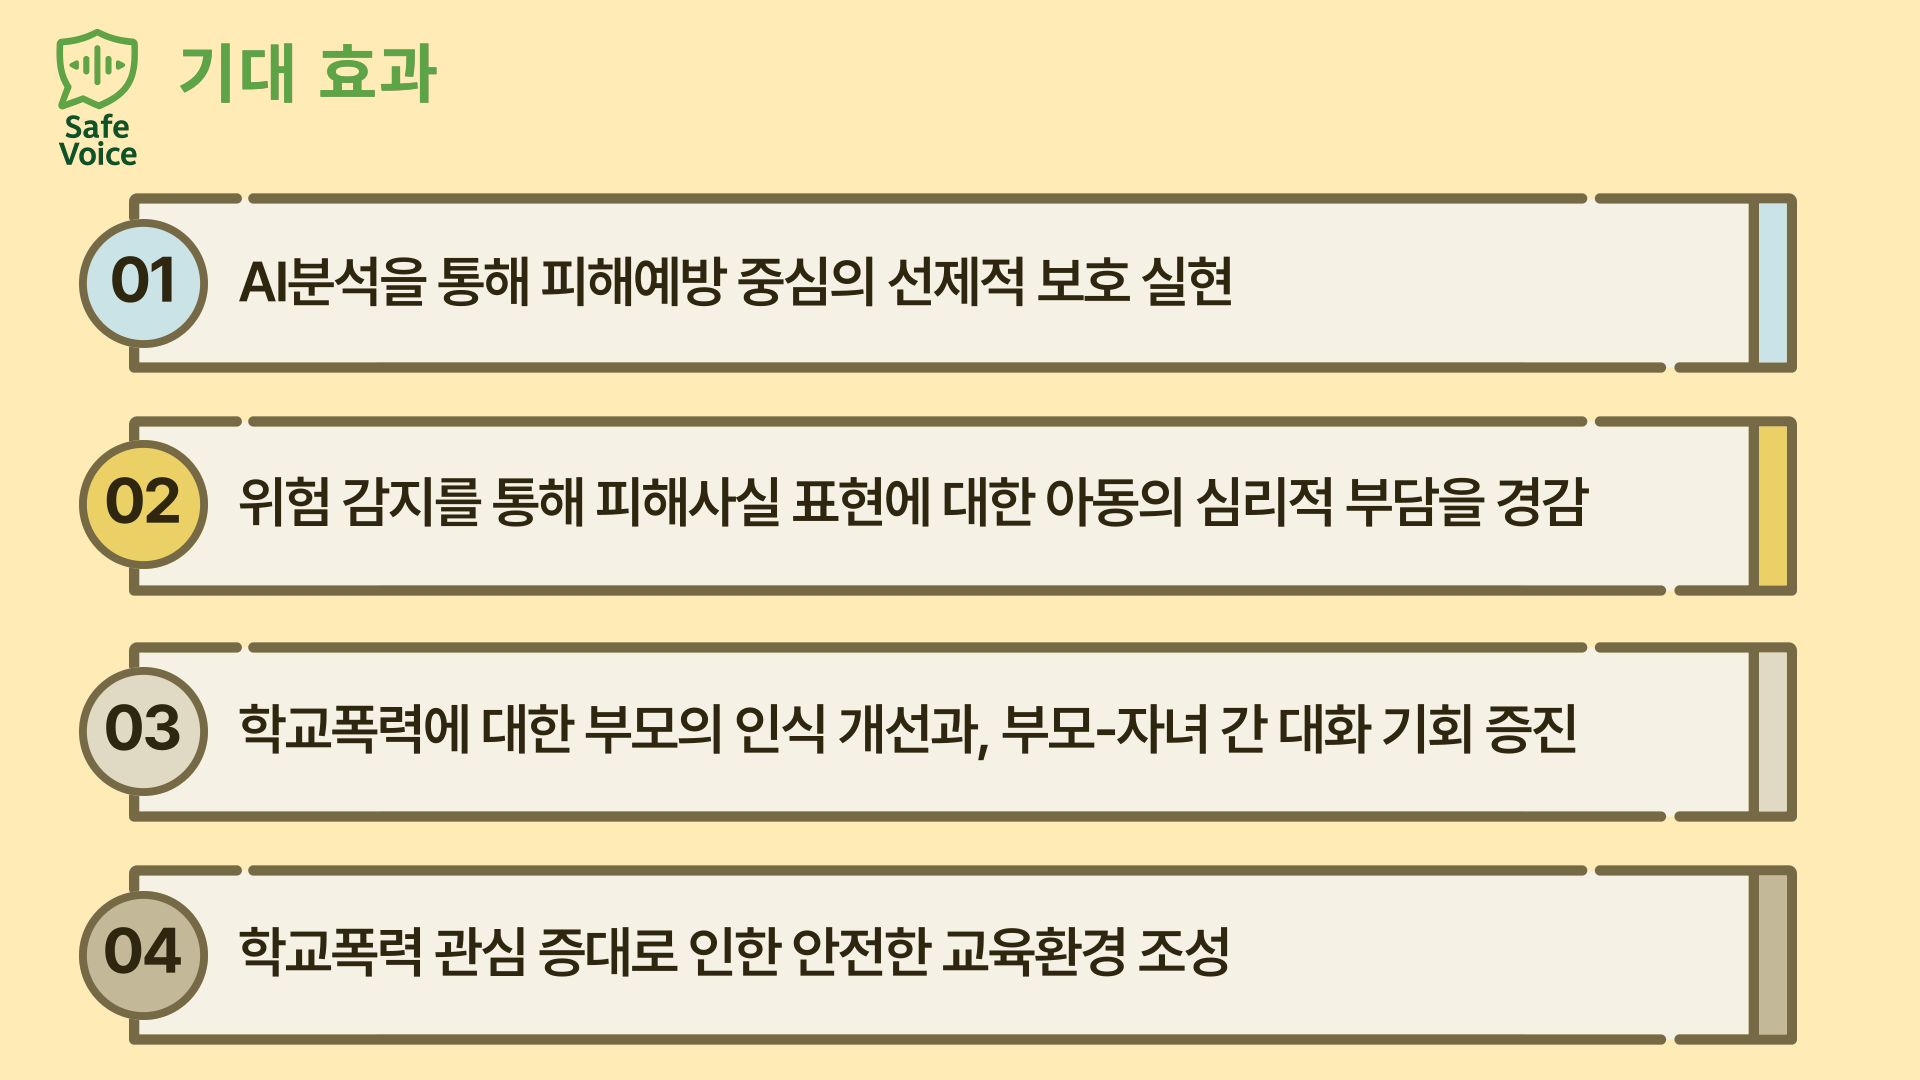 기대 효과
Safe
Voice
01
AI분석을 통해 피해예방 중심의 선제적 보호 실현
02
위험 감지를 통해 피해사실 표현에 대한 아동의 심리적 부담을 경감
03
학교폭력에 대한 부모의 인식 개선과, 부모-자녀 간 대화 기회 증진
04
학교폭력 관심 증대로 인한 안전한 교육환경 조성